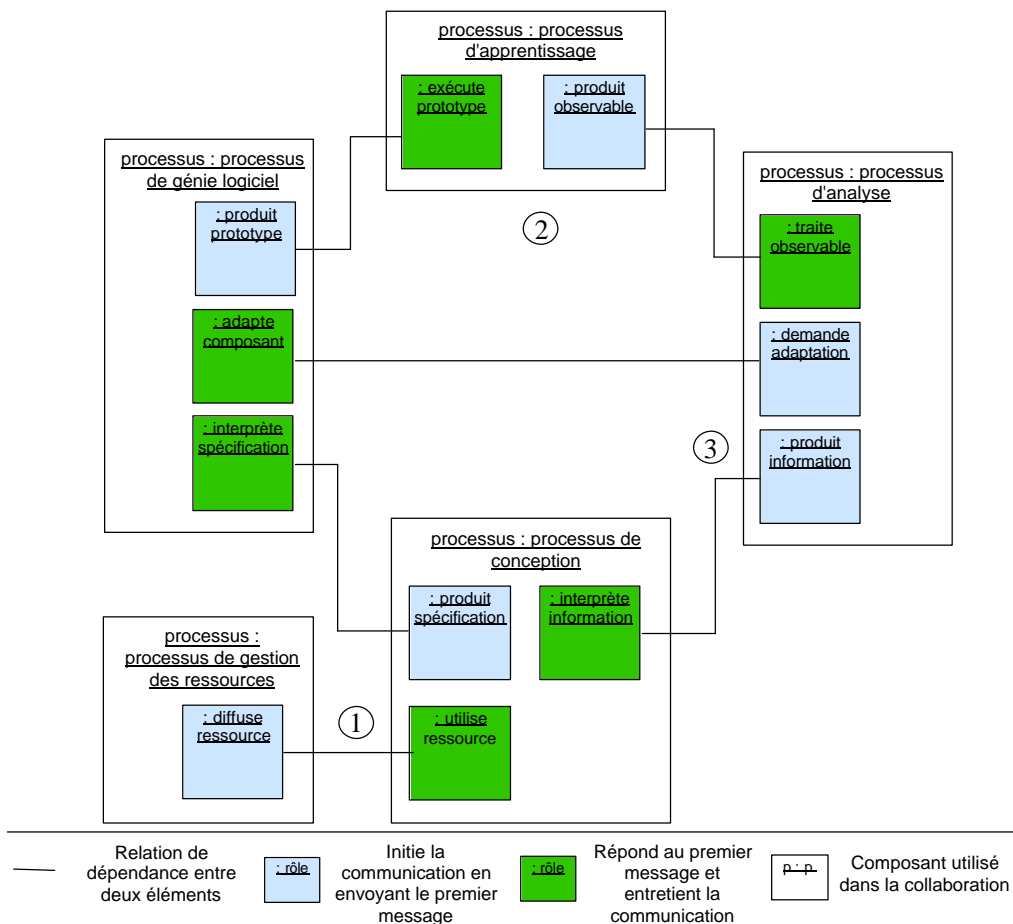 processus : processus
d'apprentissage
: exécute
prototype
: produit
observable
processus : processus
de génie logiciel
: produit
prototype
: adapte
composant
: interprète
spécification
processus : processus
d'analyse
: traite
observable
: demande
adaptation
: produit
information
2
3
processus : processus de
conception
: produit
spécification
: interprète
information
: utilise
ressource
processus :
processus de gestion
des ressources
: diffuse
ressource
1
Relation de
dépendance entre
deux éléments
: rôle
Initie la
communication en
envoyant le premier
message
: rôle
Répond au premier
message et
entretient la
communication
p : p
Composant utilisé
dans la collaboration